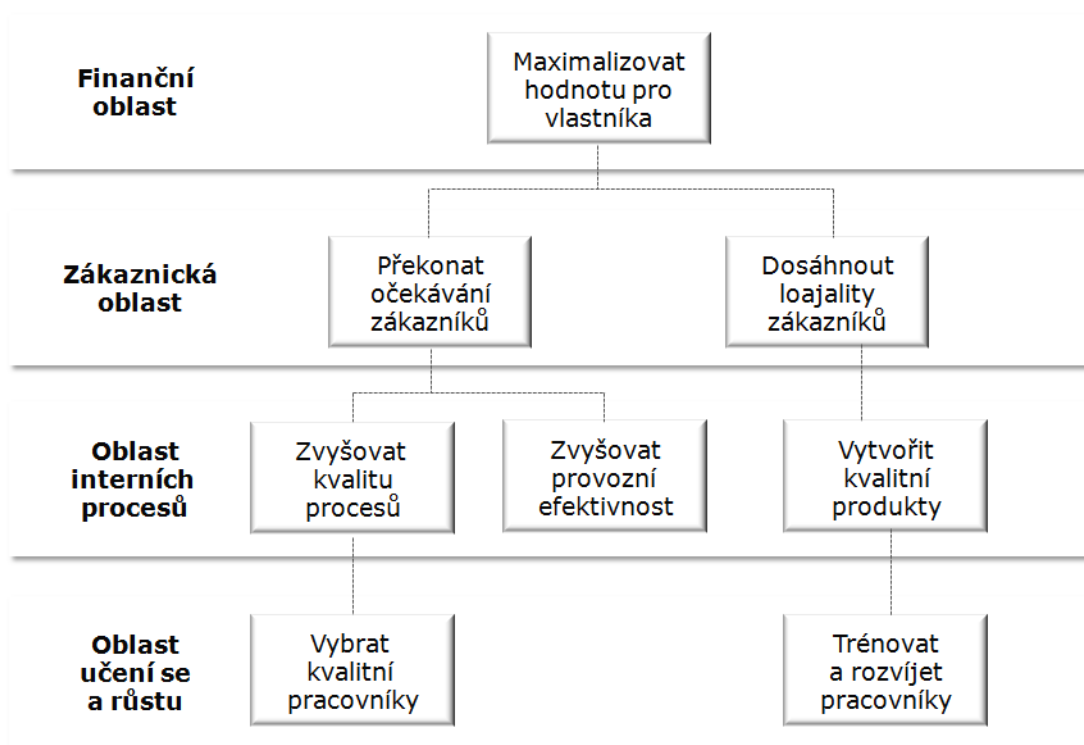 Finanční
oblast
Maximalizovat
hodnotu pro
vlastníka
Zákaznická
oblast
Překonat
očekávání
zákazníků
Dosáhnout
loajality
zákazníků
Oblast
interních
procesů
Zvyšovat
kvalitu
procesů
Zvyšovat
provozní
efektivnost
Vytvořit
kvalitní
produkty
Oblast
učení se
a růstu
Vybrat
kvalitní
pracovníky
Trénovat
a rozvíjet
pracovníky